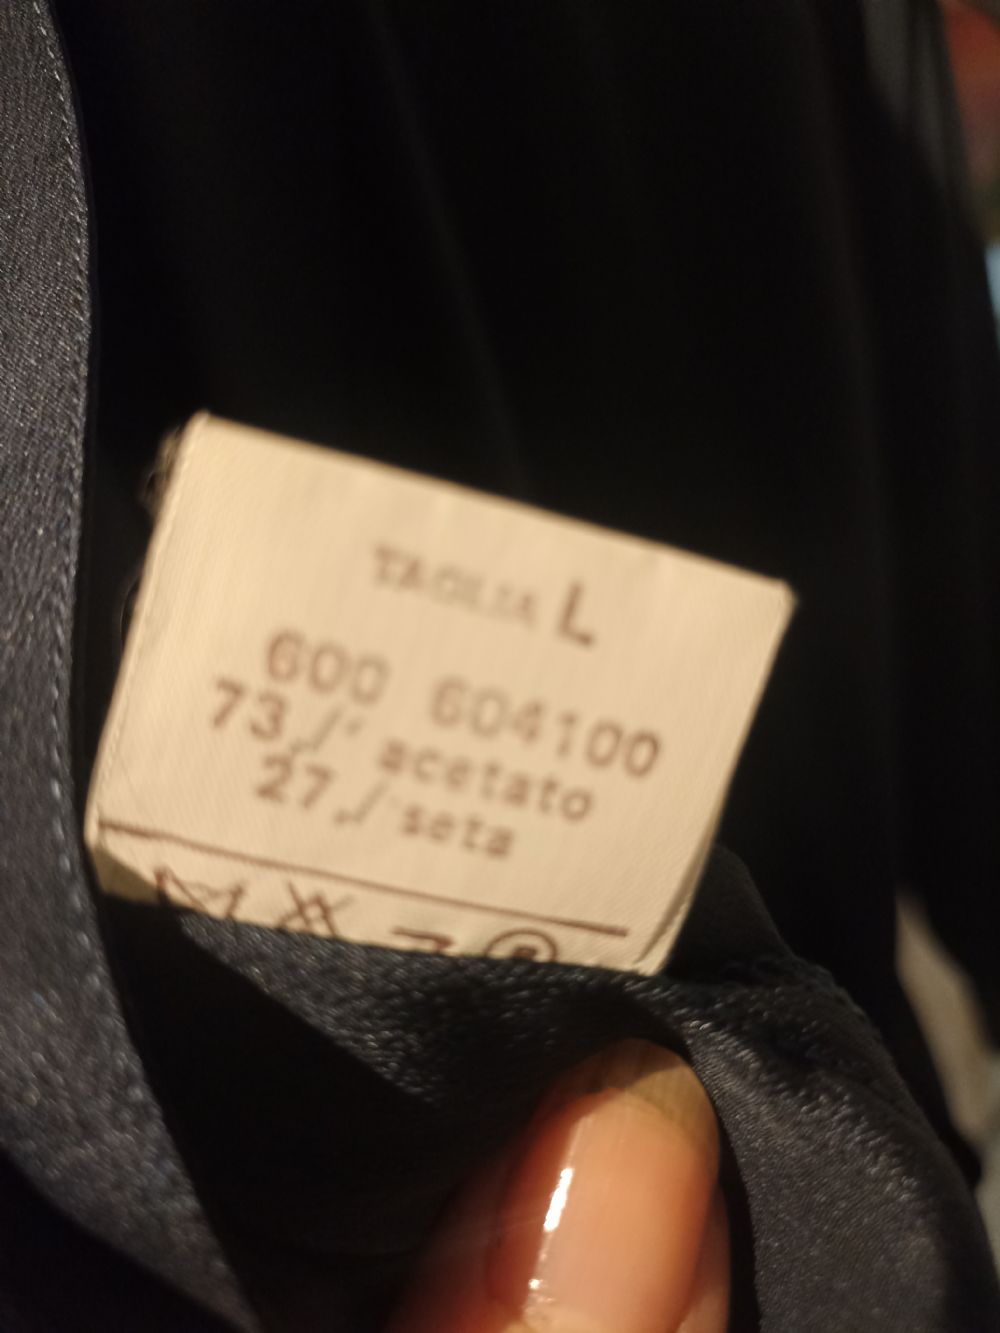 TAGLIA L
600 604100
73./' acetato
27./' seta